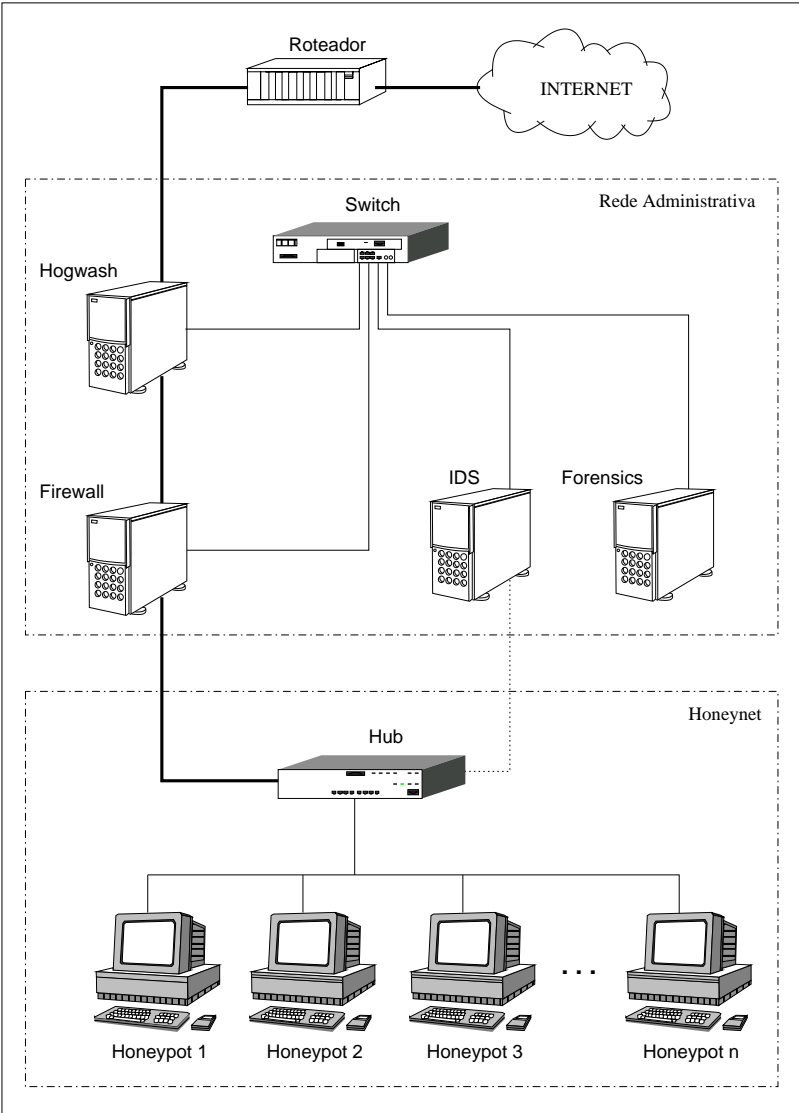 Roteador
INTERNET
Rede Administrativa
Switch
Hogwash
Firewall
IDS
Forensics
Honeynet
Hub
. . .
Honeypot 1
Honeypot 2
Honeypot 3
Honeypot n